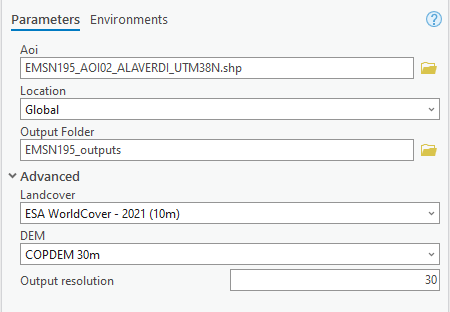 Parameters Environments ?
Aoi
EMSN195_AOI02_ALAVERDI_UTM38N.shp
Location
Global
Output Folder
EMSN195_outputs
Advanced
Landcover
ESA WorldCover - 2021 (10m)
DEM
COPDEM 30m
Output resolution 30